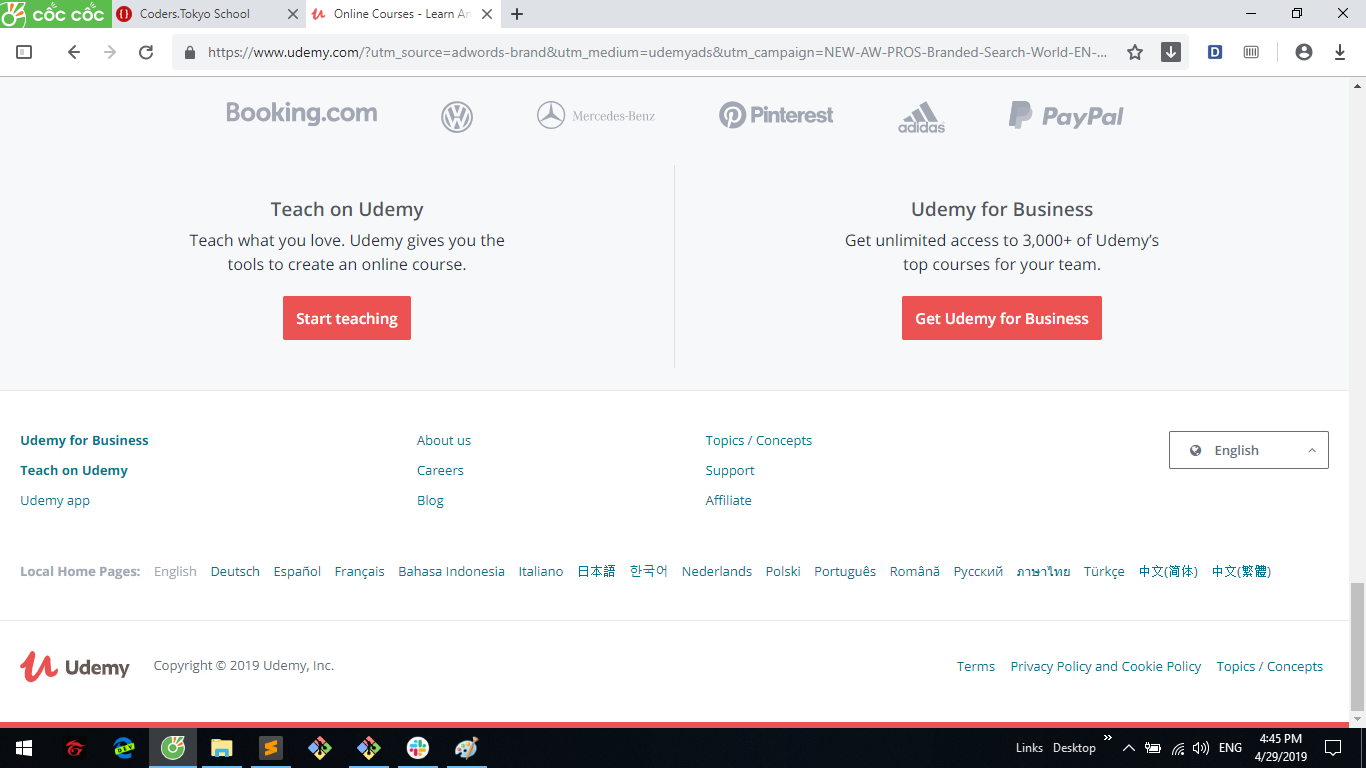 cốc cốc
Coders.Tokyo School
Online Courses - Learn An
https://www.udemy.com/?utm_source=adwords-brand&utm_medium=udemyads&utm_campaign=NEW-AW-PROS-Branded-Search-World-EN-...
Booking.com
Mercedes-Benz
Pinterest
adidas
PayPal
Teach on Udemy
Teach what you love. Udemy gives you the
tools to create an online course.
Start teaching
Udemy for Business
Get unlimited access to 3,000+ of Udemy's
top courses for your team.
Get Udemy for Business
Udemy for Business
Teach on Udemy
Udemy app
About us
Careers
Blog
Topics / Concepts
Support
Affiliate
English
Local Home Pages: English Deutsch Español Français Bahasa Indonesia Italiano 日本語 한국어 Nederlands Polski Português Română Русский ภาษาไทย Türkçe 中文(简体) 中文(繁體)
Udemy
Copyright © 2019 Udemy, Inc.
Terms Privacy Policy and Cookie Policy Topics / Concepts
Links Desktop
ENG
4:45 PM
4/29/2019